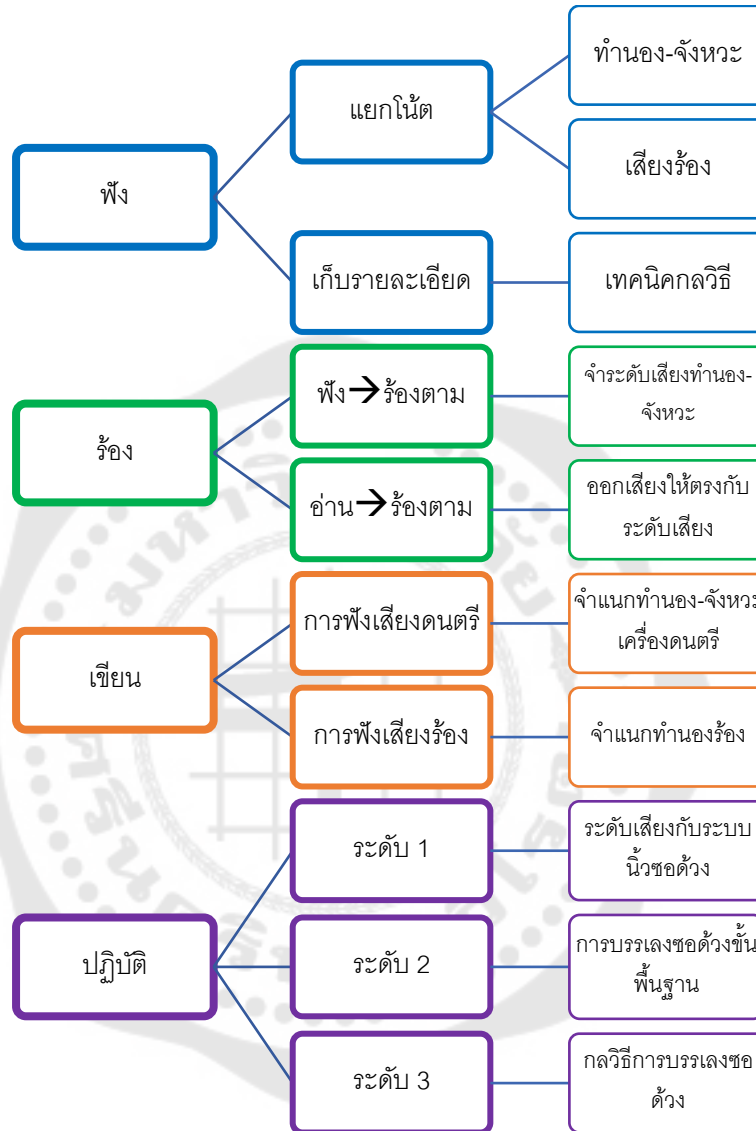 ฟัง
แยกโน้ต
ทำนอง-จังหวะ
เสียงร้อง
เก็บรายละเอียด
เทคนิคกลวิธี
ร้อง
ฟัง→ร้องตาม
จำระดับเสียงทำนอง-
จังหวะ
อ่าน→ร้องตาม
ออกเสียงให้ตรงกับ
ระดับเสียง
เขียน
การฟังเสียงดนตรี
จำแนกทำนอง-จังหวะ
เครื่องดนตรี
การฟังเสียงร้อง
จำแนกทำนองร้อง
ปฏิบัติ
ระดับ 1
ระดับเสียงกับระบบ
นิ้วซอด้วง
ระดับ 2
การบรรเลงซอด้วงขั้น
พื้นฐาน
ระดับ 3
กลวิธีการบรรเลงซอ
ด้วง